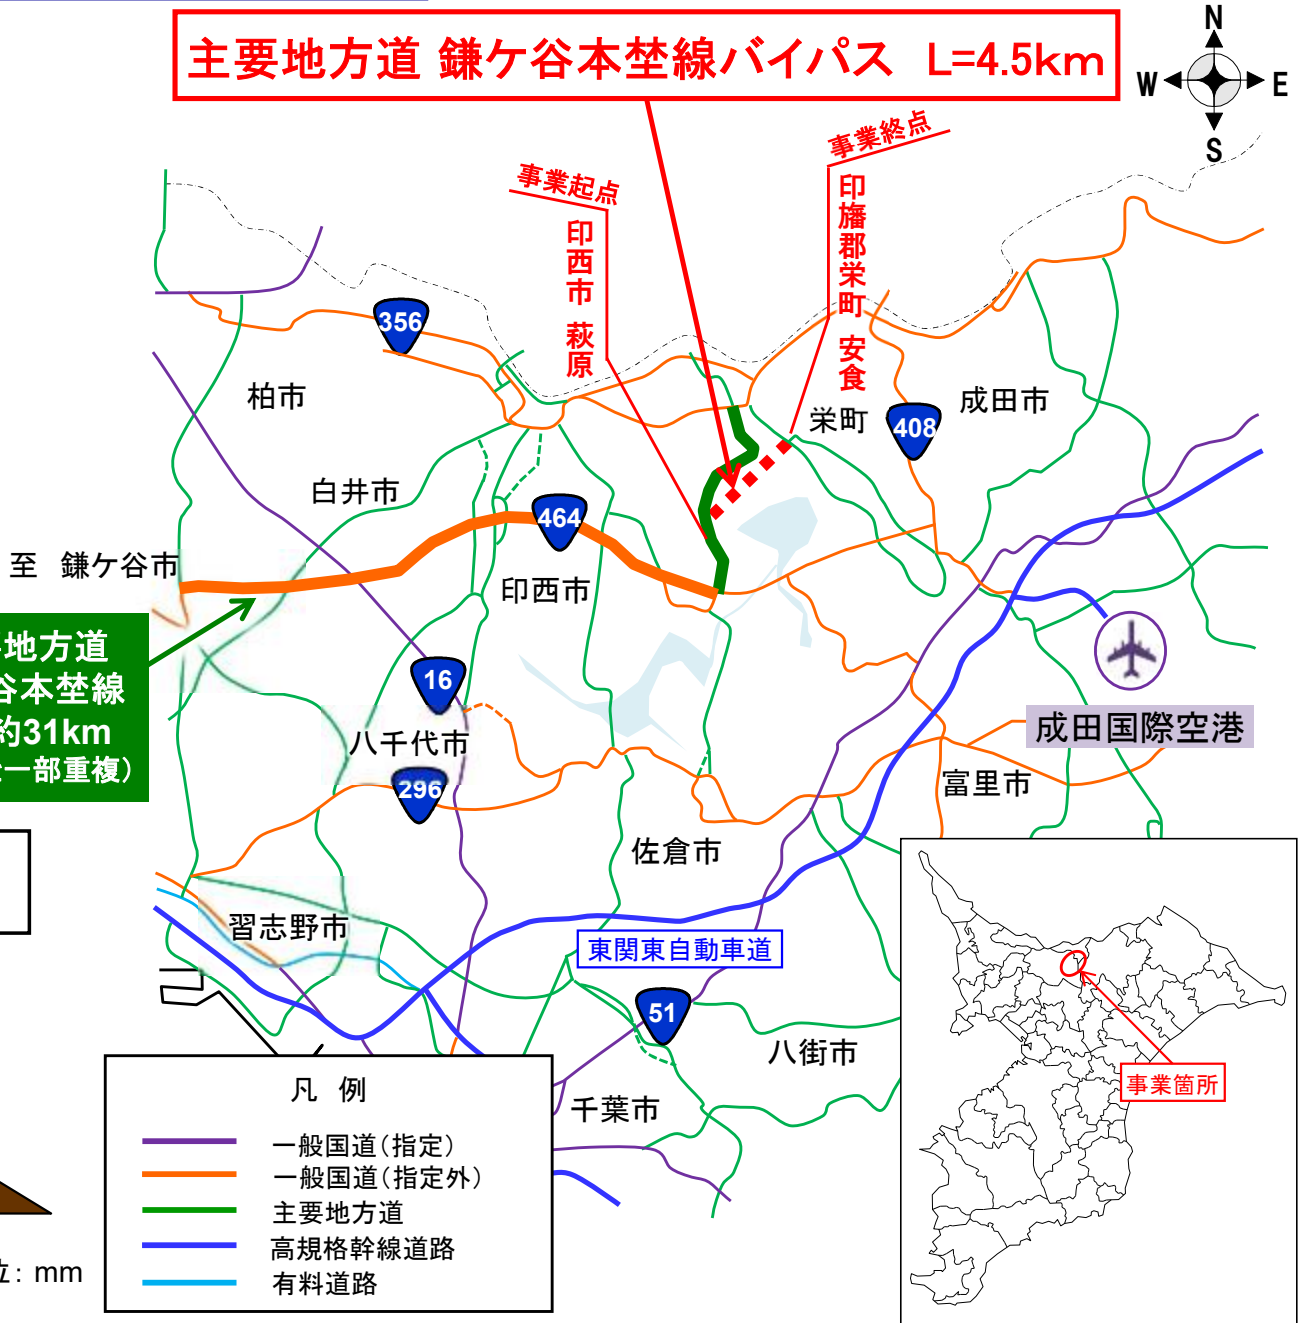 主要地方道 鎌ケ谷本埜線バイパス L=4.5km
N
W
E
S
事業終点
事業起点
印西市 萩原
印旛郡栄町 安食
356
柏市
栄町
成田市
408
白井市
464
至 鎌ケ谷市
印西市
地方道
谷本埜線
約31km
一部重複）
16
成田国際空港
八千代市
296
富里市
佐倉市
習志野市
東関東自動車道
51
八街市
事業箇所
千葉市
凡 例
一般国道（指定）
一般国道（指定外）
主要地方道
高規格幹線道路
有料道路
位：mm